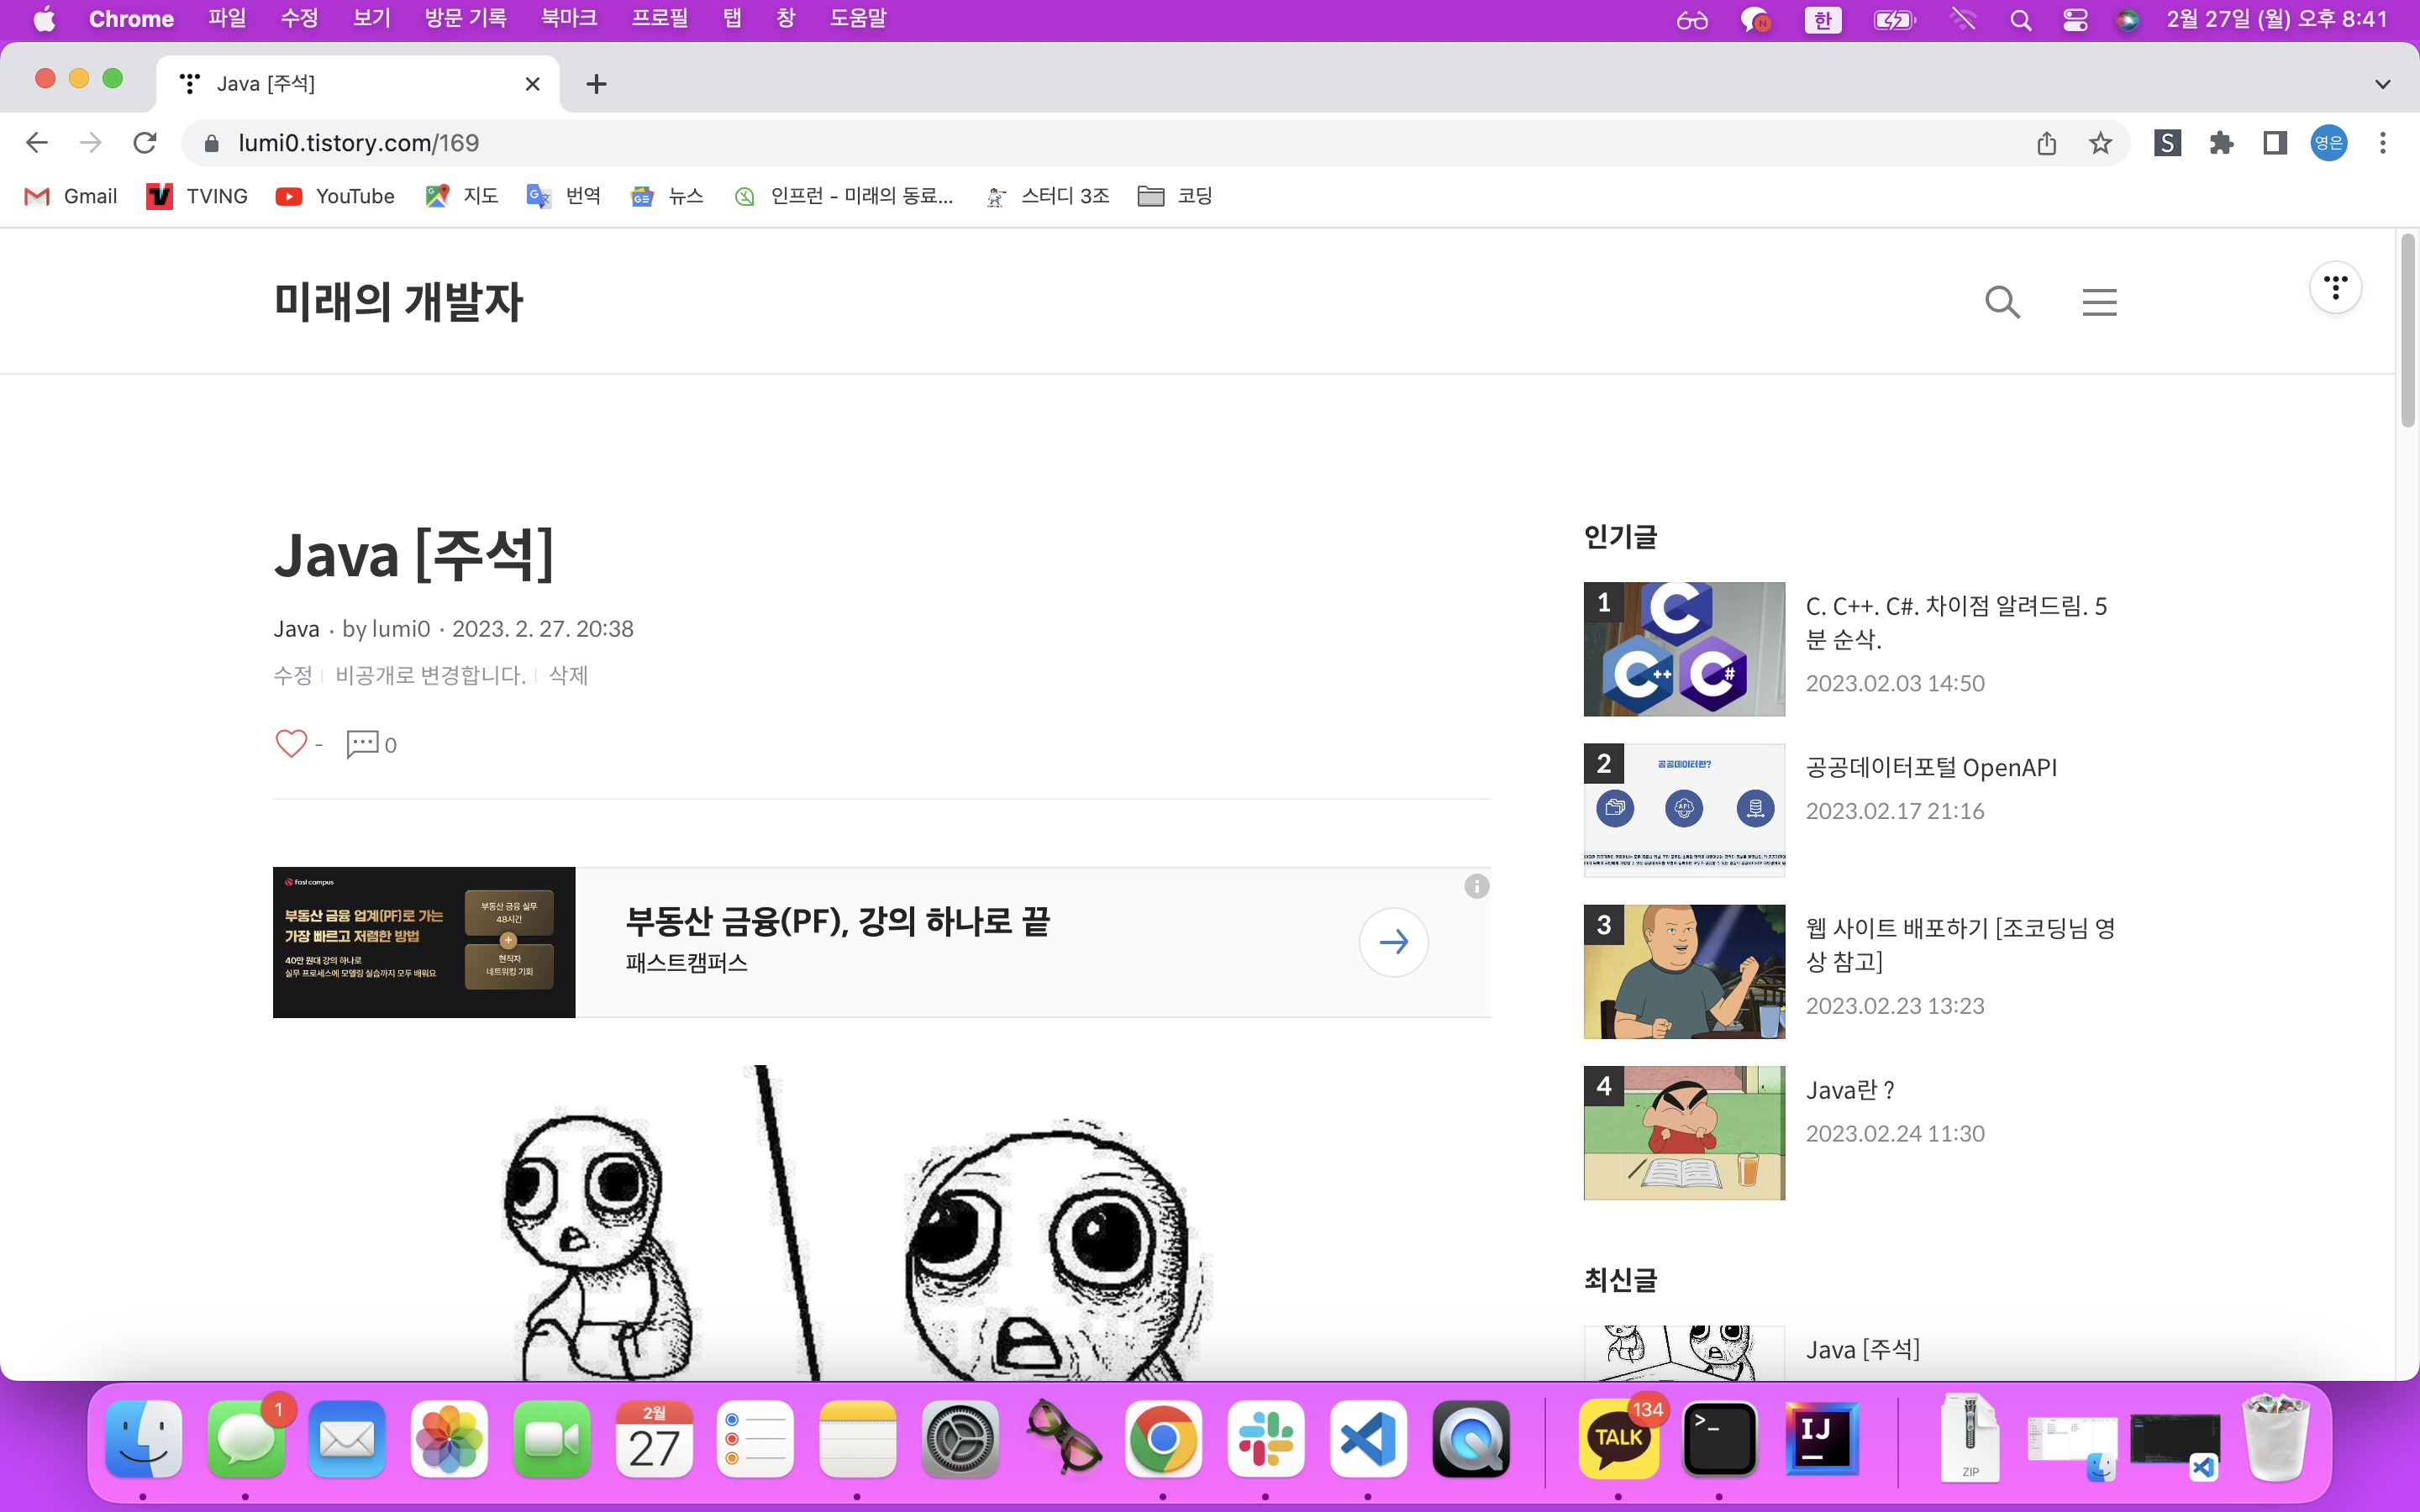 Chrome 파일 수정 보기 방문 기록 북마크 프로필 탭 창 도움말
한 2월 27일 (월) 오후 8:41
Java [주석]
lumi0.tistory.com/169
S
영은
Gmail TVING YouTube 지도 번역 뉴스 인프런 - 미래의 동료... 스터디 3조 코딩
미래의 개발자
Java [주석]
Java · by lumi0 · 2023. 2. 27. 20:38
수정 비공개로 변경합니다. 삭제
- 0
fast campus
부동산 금융 업계(PF)로 가는
가장 빠르고 저렴한 방법
40만 원대 강의 하나로
실무 프로세스에 모델링 실습까지 모두 배워요
부동산 금융 실무
48시간
+
현직자
네트워킹 기회
부동산 금융(PF), 강의 하나로 끝
패스트캠퍼스
인기글
1
C
C++
C#
C. C++. C#. 차이점 알려드림. 5
분 순삭.
2023.02.03 14:50
2
공공데이터란?
API
공공데이터포털 OpenAPI
2023.02.17 21:16
3
웹 사이트 배포하기 [조코딩님 영
상 참고]
2023.02.23 13:23
4
Java란 ?
2023.02.24 11:30
최신글
Java [주석]
1
2월
27
TALK
134
>_
IJ
ZIP